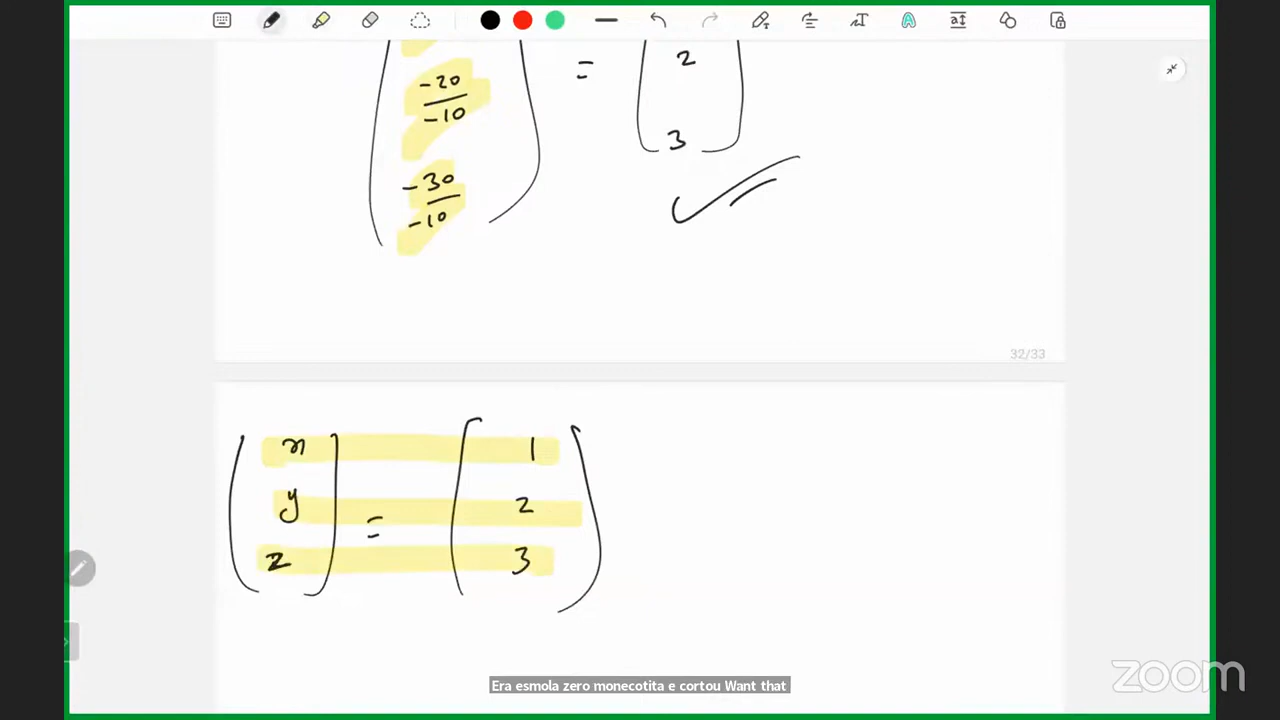 -20
-10
= 2
3
-30
-10
32/33
x 1
y = 2
z 3
Era esmola zero monecotita e cortou Want that
zoom